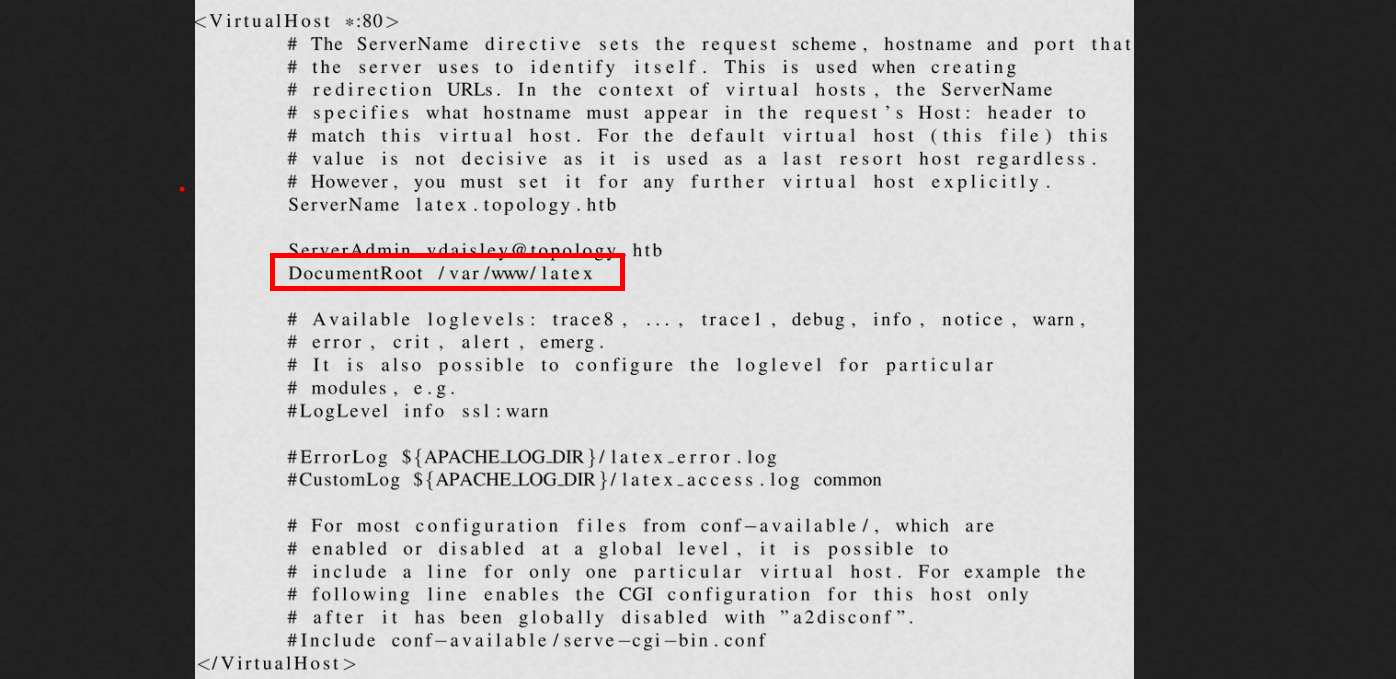 <VirtualHost *:80>
# The ServerName directive sets the request scheme, hostname and port that
# the server uses to identify itself. This is used when creating
# redirection URLs. In the context of virtual hosts, the ServerName
# specifies what hostname must appear in the request's Host: header to
# match this virtual host. For the default virtual host (this file) this
# value is not decisive as it is used as a last resort host regardless.
# However, you must set it for any further virtual host explicitly.
ServerName latex.topology.htb
ServerAdmin vdaisley@topology.htb
DocumentRoot /var/www/latex
# Available loglevels: trace8, ..., trace1, debug, info, notice, warn,
# error, crit, alert, emerg.
# It is also possible to configure the loglevel for particular
# modules, e.g.
#LogLevel info ssl:warn
#ErrorLog ${APACHE_LOG_DIR}/latex_error.log
#CustomLog ${APACHE_LOG_DIR}/latex_access.log common
# For most configuration files from conf−available/, which are
# enabled or disabled at a global level, it is possible to
# include a line for only one particular virtual host. For example the
# following line enables the CGI configuration for this host only
# after it has been globally disabled with ”a2disconf”.
#Include conf−available/serve−cgi−bin.conf
</VirtualHost>